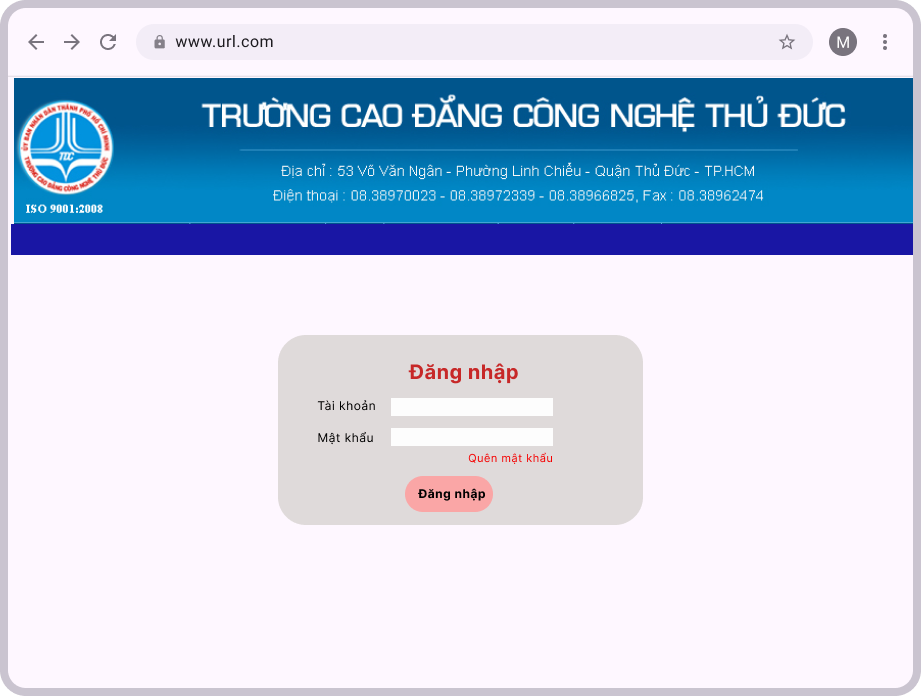 www.url.com
M
TRƯỜNG CAO ĐẲNG CÔNG NGHỆ THỦ ĐỨC
ỦY BAN NHÂN DÂN THÀNH PHỐ HỒ CHÍ MINH
TDC
TRƯỜNG CAO ĐẲNG CÔNG NGHỆ THỦ ĐỨC
ISO 9001:2008
Địa chỉ : 53 Võ Văn Ngân - Phường Linh Chiểu - Quận Thủ Đức - TP.HCM
Điện thoại : 08.38970023 - 08.38972339 - 08.38966825, Fax : 08.38962474
Đăng nhập
Tài khoản
Mật khẩu
Quên mật khẩu
Đăng nhập